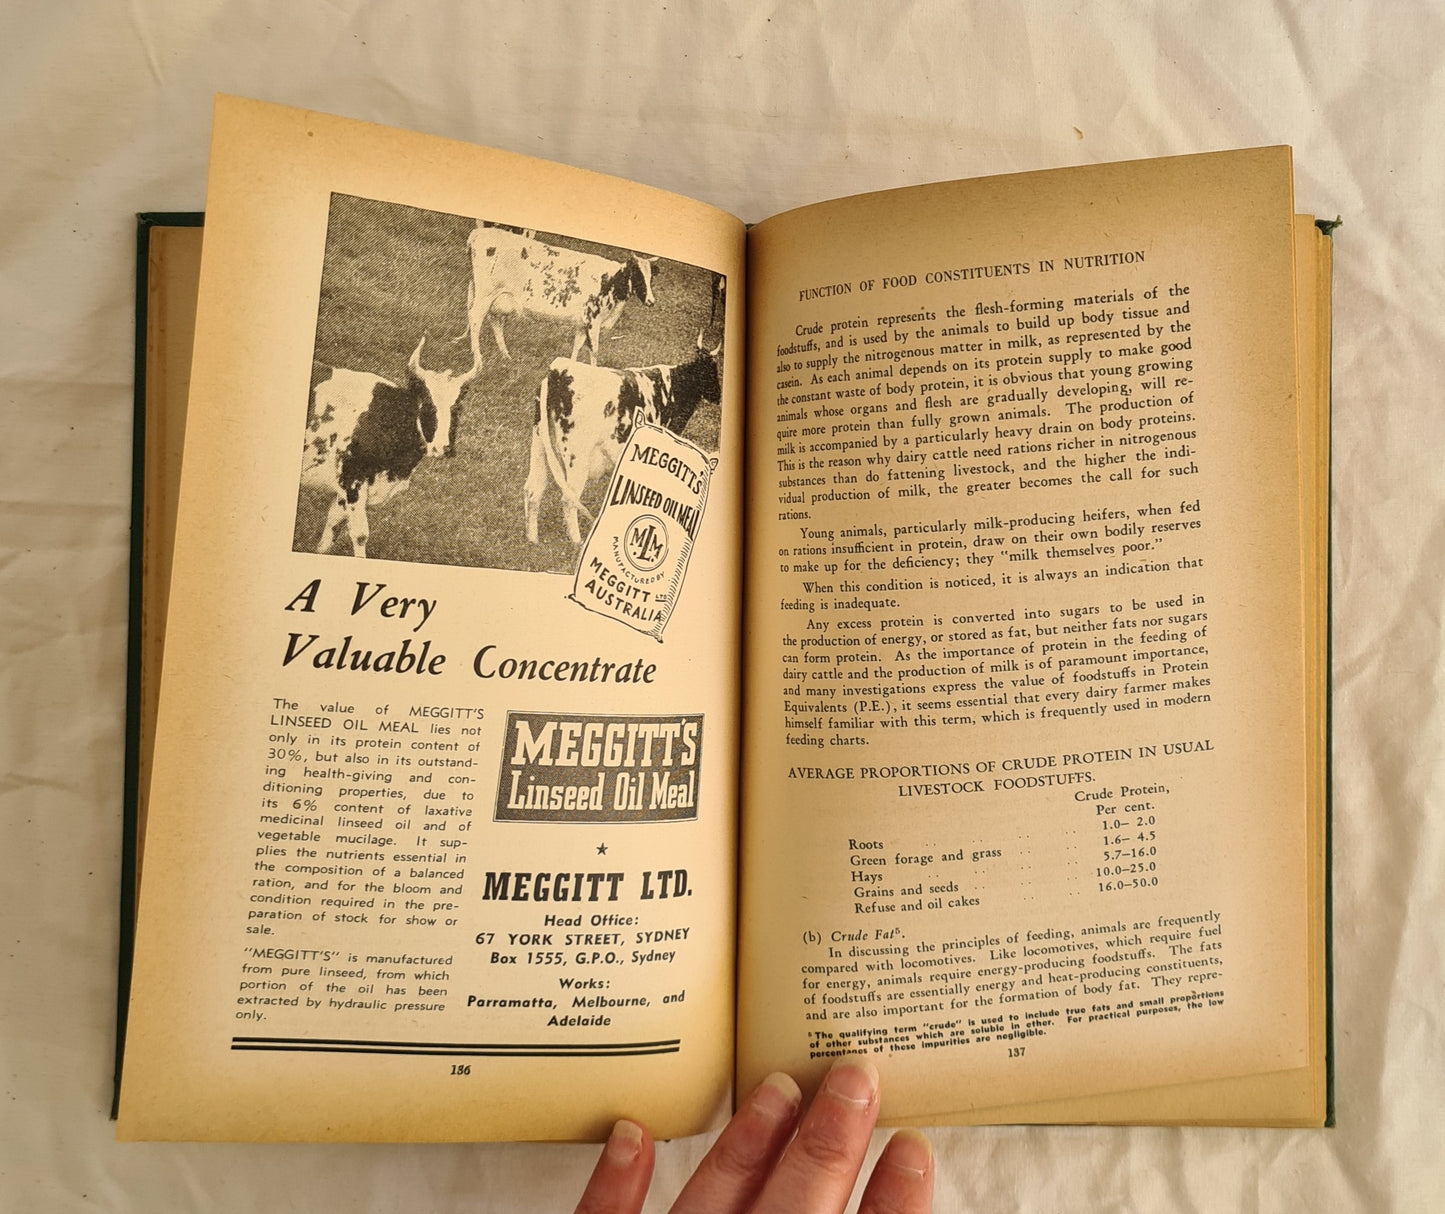 MEGGITTS'
LINSEED OIL MEAL
MLM
MANUFACTURED BY
MEGGITT LTD
AUSTRALIA
A Very
Valuable Concentrate
The value of MEGGITT'S
LINSEED OIL MEAL lies not
only in its protein content of
30%, but also in its outstand-
ing health-giving and con-
ditioning properties, due to
its 6% content of laxative
medicinal linseed oil and of
vegetable mucilage. It sup-
plies the nutrients essential in
the composition of a balanced
ration, and for the bloom and
condition required in the pre-
paration of stock for show or
sale.
"MEGGITT'S" is manufactured
from pure linseed, from which
portion of the oil has been
extracted by hydraulic pressure
only.
MEGGITT'S
Linseed Oil Meal
MEGGITT LTD.
Head Office:
67 YORK STREET, SYDNEY
Box 1555, G.P.O., Sydney
Works:
Parramatta, Melbourne, and
Adelaide
136
FUNCTION OF FOOD CONSTITUENTS IN NUTRITION
Crude protein represents the flesh-forming materials of the
foodstuffs, and is used by the animals to build up body tissue and
also to supply the nitrogenous matter in milk, as represented by the
casein. As each animal depends on its protein supply to make good
the constant waste of body protein, it is obvious that young growing
animals whose organs and flesh are gradually developing, will re-
quire more protein than fully grown animals. The production of
milk is accompanied by a particularly heavy drain on body proteins.
This is the reason why dairy cattle need rations richer in nitrogenous
substances than do fattening livestock, and the higher the indi-
vidual production of milk, the greater becomes the call for such
rations.
Young animals, particularly milk-producing heifers, when fed
on rations insufficient in protein, draw on their own bodily reserves
to make up for the deficiency; they "milk themselves poor."
When this condition is noticed, it is always an indication that
feeding is inadequate.
Any excess protein is converted into sugars to be used in
the production of energy, or stored as fat, but neither fats nor sugars
can form protein. As the importance of protein in the feeding of
dairy cattle and the production of milk is of paramount importance,
and many investigations express the value of foodstuffs in Protein
Equivalents (P.E.), it seems essential that every dairy farmer makes
himself familiar with this term, which is frequently used in modern
feeding charts.
AVERAGE PROPORTIONS OF CRUDE PROTEIN IN USUAL
LIVESTOCK FOODSTUFFS.
Crude Protein,
Per cent.
Roots .. .. .. 1.0– 2.0
Green forage and grass .. .. 1.6– 4.5
Hays .. .. .. 5.7–16.0
Grains and seeds .. .. .. 10.0–25.0
Refuse and oil cakes .. .. 16.0–50.0
(b) Crude Fat⁵.
In discussing the principles of feeding, animals are frequently
compared with locomotives. Like locomotives, which require fuel
for energy, animals require energy-producing foodstuffs. The fats
of foodstuffs are essentially energy and heat-producing constituents,
and are also important for the formation of body fat. They repre-
⁵ The qualifying term "crude" is used to include true fats and small proportions
of other substances which are soluble in ether. For practical purposes, the low
percentages of these impurities are negligible.
137